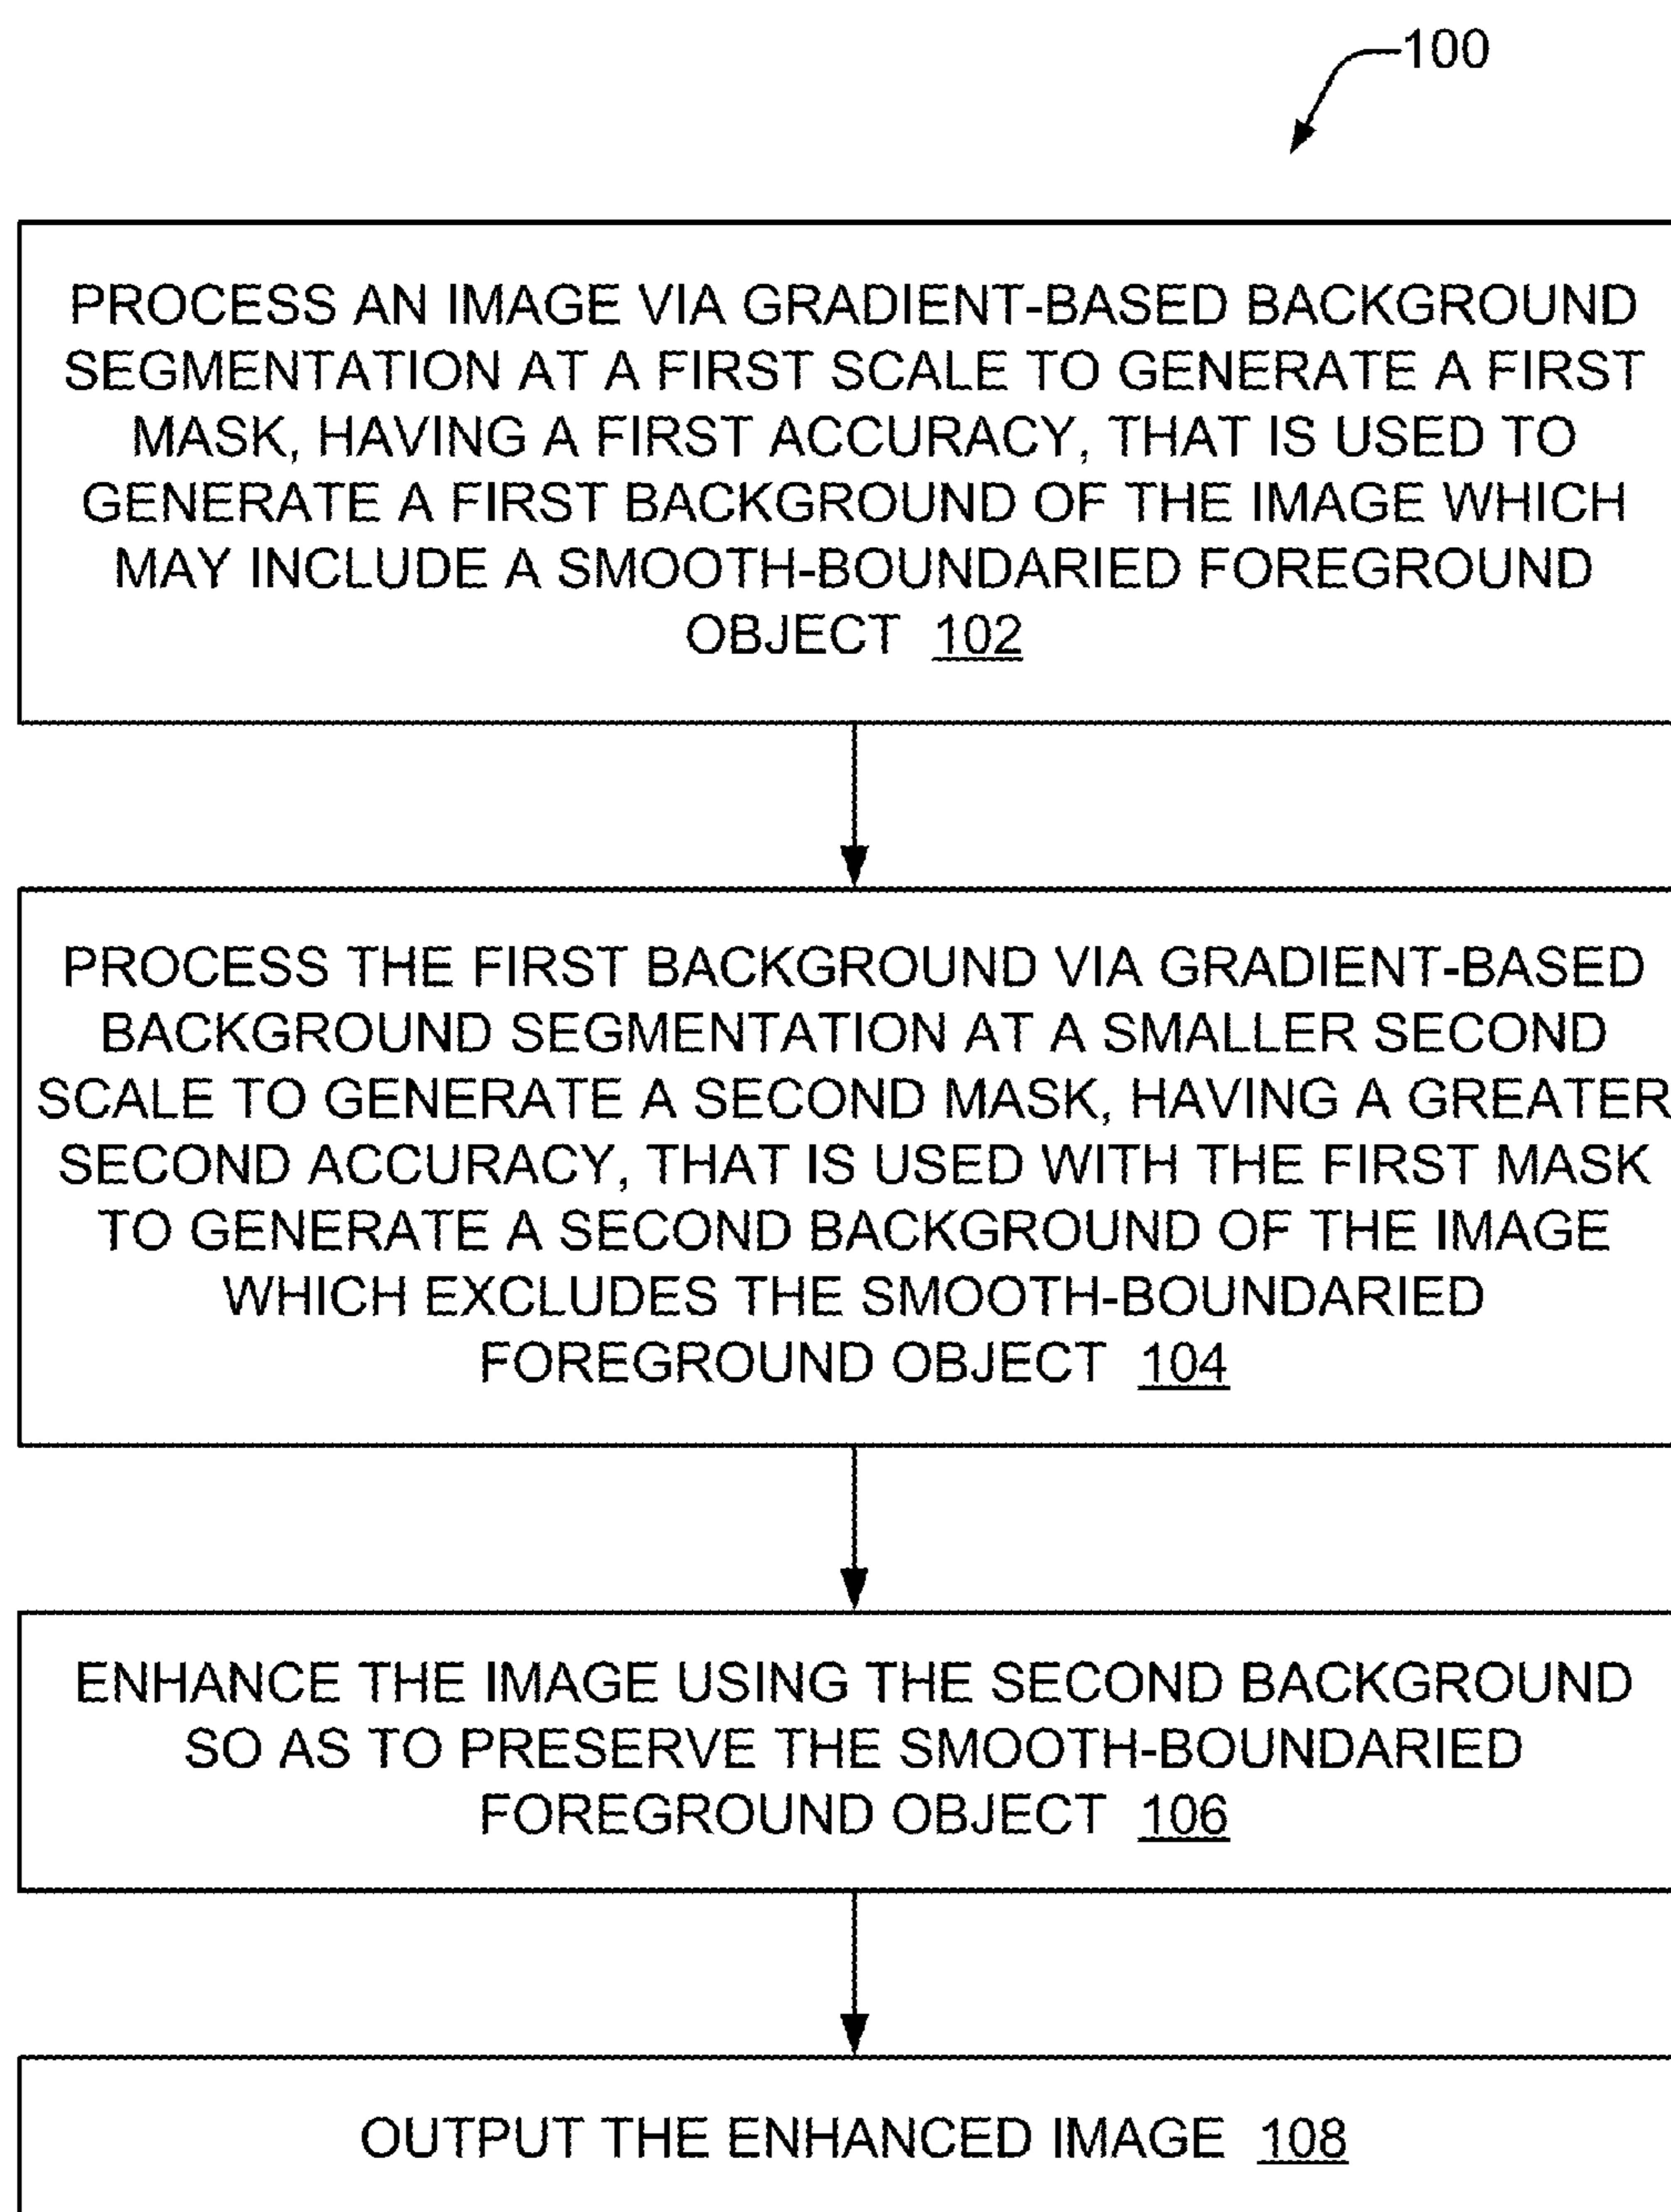 100
PROCESS AN IMAGE VIA GRADIENT-BASED BACKGROUND
SEGMENTATION AT A FIRST SCALE TO GENERATE A FIRST
MASK, HAVING A FIRST ACCURACY, THAT IS USED TO
GENERATE A FIRST BACKGROUND OF THE IMAGE WHICH
MAY INCLUDE A SMOOTH-BOUNDARIED FOREGROUND
OBJECT 102
PROCESS THE FIRST BACKGROUND VIA GRADIENT-BASED
BACKGROUND SEGMENTATION AT A SMALLER SECOND
SCALE TO GENERATE A SECOND MASK, HAVING A GREATER
SECOND ACCURACY, THAT IS USED WITH THE FIRST MASK
TO GENERATE A SECOND BACKGROUND OF THE IMAGE
WHICH EXCLUDES THE SMOOTH-BOUNDARIED
FOREGROUND OBJECT 104
ENHANCE THE IMAGE USING THE SECOND BACKGROUND
SO AS TO PRESERVE THE SMOOTH-BOUNDARIED
FOREGROUND OBJECT 106
OUTPUT THE ENHANCED IMAGE 108